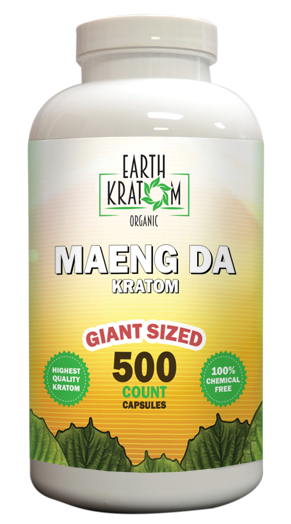 EARTH
KRATOM
ORGANIC
MAENG DA
KRATOM
GIANT SIZED
500
COUNT
CAPSULES
HIGHEST
QUALITY
KRATOM
100%
CHEMICAL
FREE